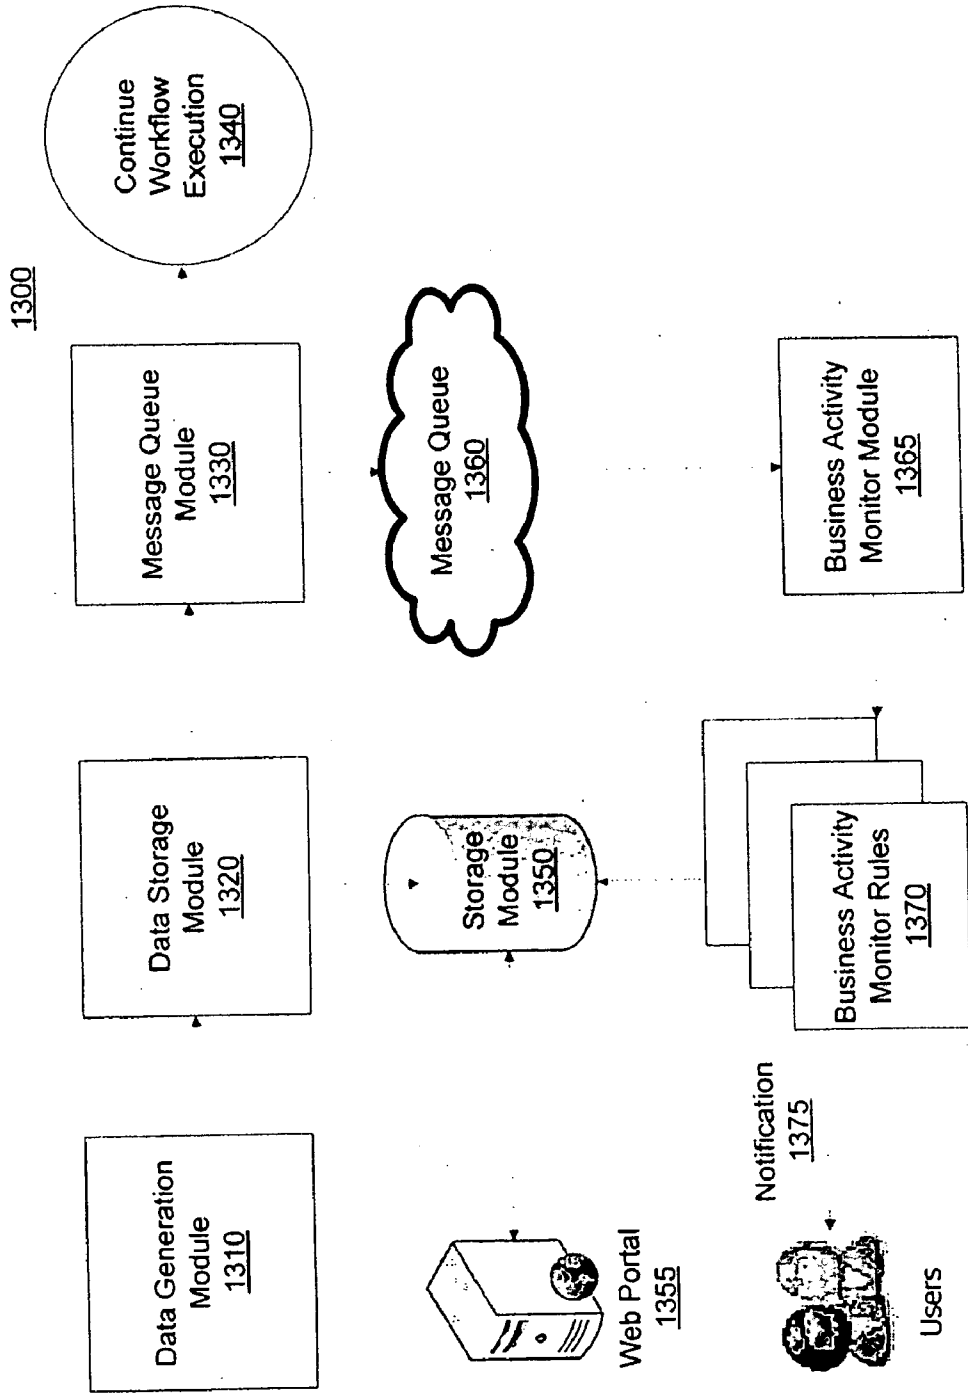 1300
Data Generation
Module
1310
Data Storage
Module
1320
Message Queue
Module
1330
Continue
Workflow
Execution
1340
Web Portal
1355
Storage
Module
1350
Message Queue
1360
Users
Notification
1375
Business Activity
Monitor Rules
1370
Business Activity
Monitor Module
1365